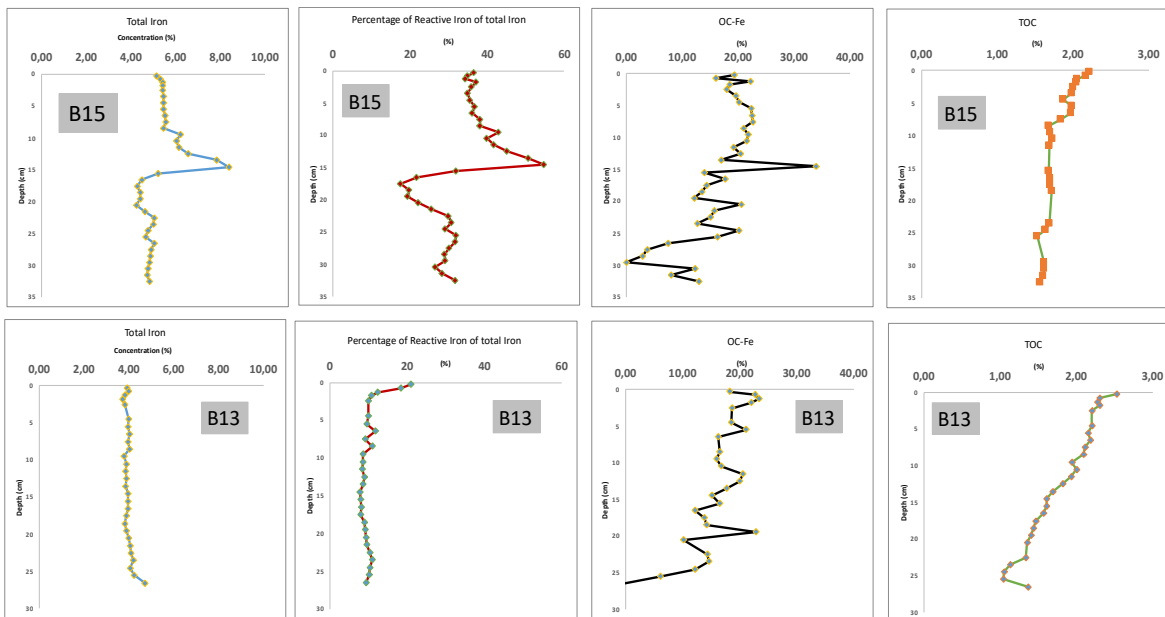 Total Iron
Concentration (%)
0,00 2,00 4,00 6,00 8,00 10,00
0
5
10
15
20
25
30
35
Depth (cm)
B15
Percentage of Reactive Iron of total Iron
(%)
0 20 40 60
0
5
10
15
20
25
30
35
Depth (cm)
B15
OC-Fe
(%)
0,00 10,00 20,00 30,00 40,00
0
5
10
15
20
25
30
35
Depth (cm)
B15
TOC
(%)
0,00 1,00 2,00 3,00
0
5
10
15
20
25
30
35
Depth (cm)
B15
Total Iron
Concentration (%)
0,00 2,00 4,00 6,00 8,00 10,00
0
5
10
15
20
25
30
Depth (cm)
B13
Percentage of Reactive Iron of total Iron
(%)
0 20 40 60
0
5
10
15
20
25
30
Depth (cm)
B13
OC-Fe
(%)
0,00 10,00 20,00 30,00 40,00
0
5
10
15
20
25
30
Depth (cm)
B13
TOC
(%)
0,00 1,00 2,00 3,00
0
5
10
15
20
25
30
Depth (cm)
B13